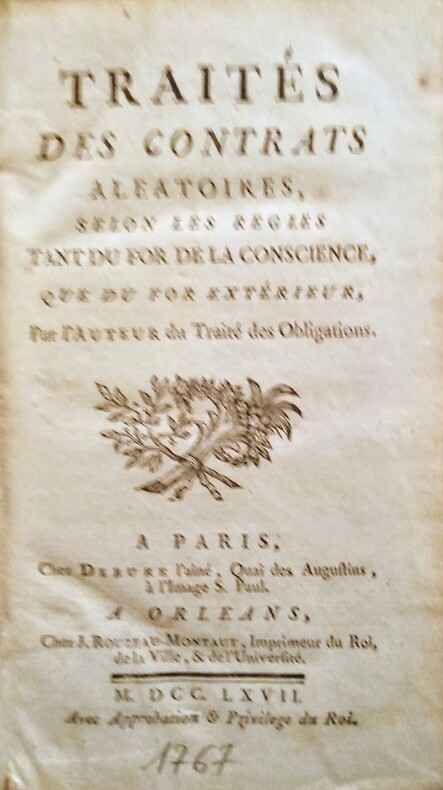 TRAITÉS
DES CONTRATS
ALEATOIRES,
SELON LES REGLES
TANT DU FOR DE LA CONSCIENCE,
QUE DU FOR EXTÉRIEUR,
Par l'AUTEUR du Traité des Obligations.
A PARIS,
Chez DEBURE l'aîné, Quai des Augustins,
à l'Image S. Paul.
A ORLEANS,
Chez J. ROUZEAU-MONTAUT, Imprimeur du Roi,
de la Ville, & de l'Université.
M. DCC. LXVII.
Avec Approbation & Privilege du Roi.
1767